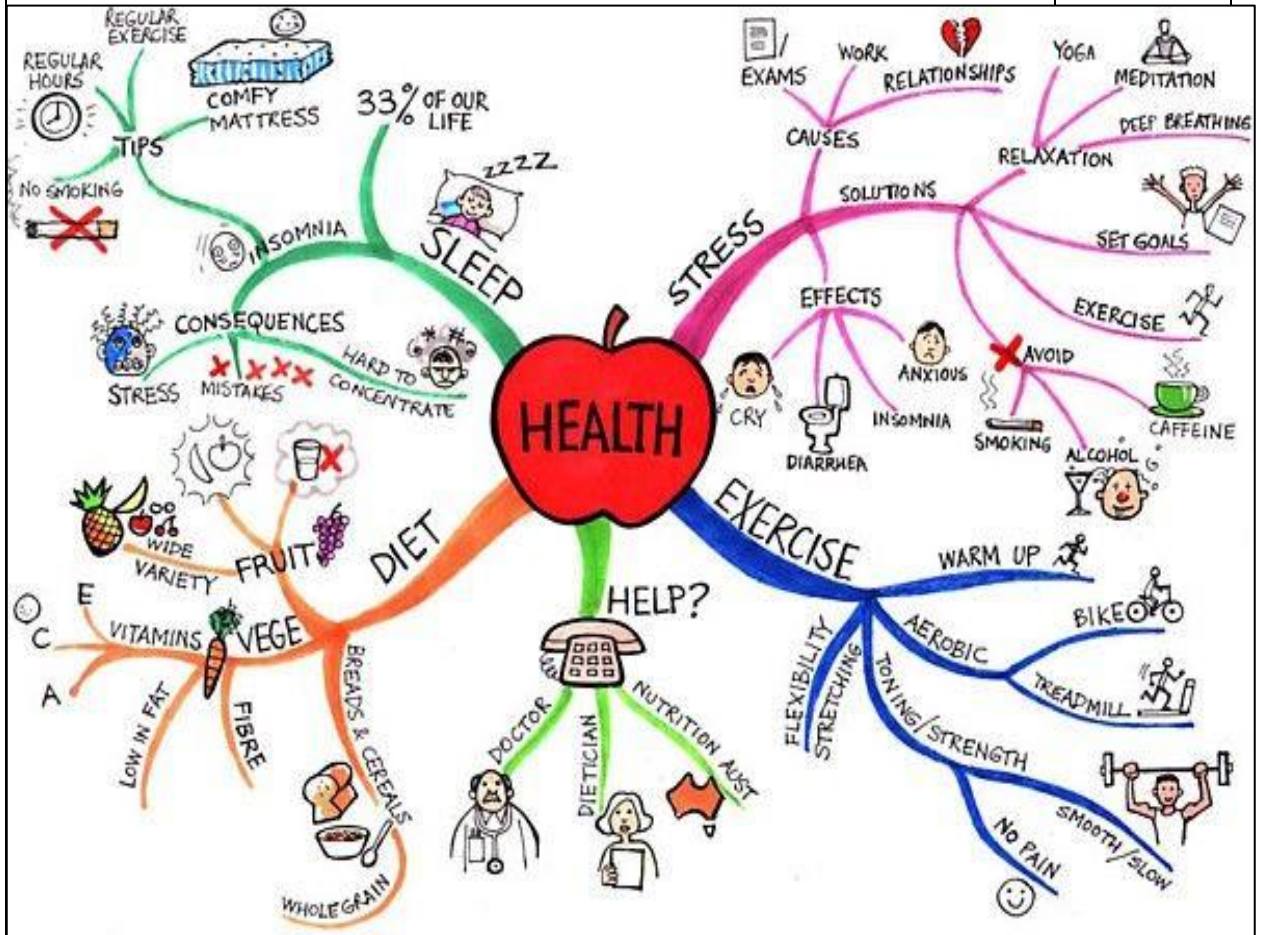 HEALTH
SLEEP
33% OF OUR
LIFE
ZZZZ
INSOMNIA
TIPS
REGULAR
HOURS
REGULAR
EXERCISE
COMFY
MATTRESS
NO SMOKING
CONSEQUENCES
STRESS
MISTAKES
HARD TO
CONCENTRATE
STRESS
CAUSES
EXAMS
WORK
RELATIONSHIPS
SOLUTIONS
RELAXATION
YOGA
MEDITATION
DEEP BREATHING
SET GOALS
EXERCISE
AVOID
SMOKING
ALCOHOL
CAFFEINE
EFFECTS
CRY
DIARRHEA
INSOMNIA
ANXIOUS
EXERCISE
WARM UP
AEROBIC
BIKE
TREADMILL
TONING/STRENGTH
SMOOTH/SLOW
NO PAIN
FLEXIBILITY
STRETCHING
HELP?
DOCTOR
DIETICIAN
NUTRITION AUST
DIET
FRUIT
WIDE
VARIETY
VEGE
VITAMINS
E
C
A
LOW IN FAT
FIBRE
BREADS & CEREALS
WHOLEGRAIN